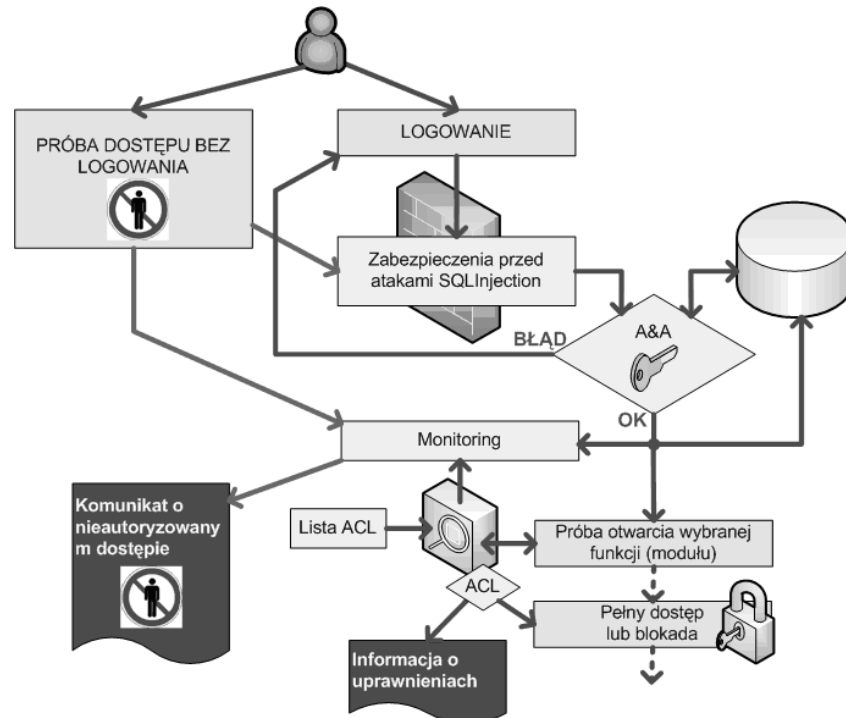 PRÓBA DOSTĘPU BEZ
LOGOWANIA
LOGOWANIE
Zabezpieczenia przed
atakami SQLInjection
BŁĄD
A&A
OK
Monitoring
Komunikat o
nieautoryzowany
m dostępie
Lista ACL
Próba otwarcia wybranej
funkcji (modułu)
ACL
Pełny dostęp
lub blokada
Informacja o
uprawnieniach